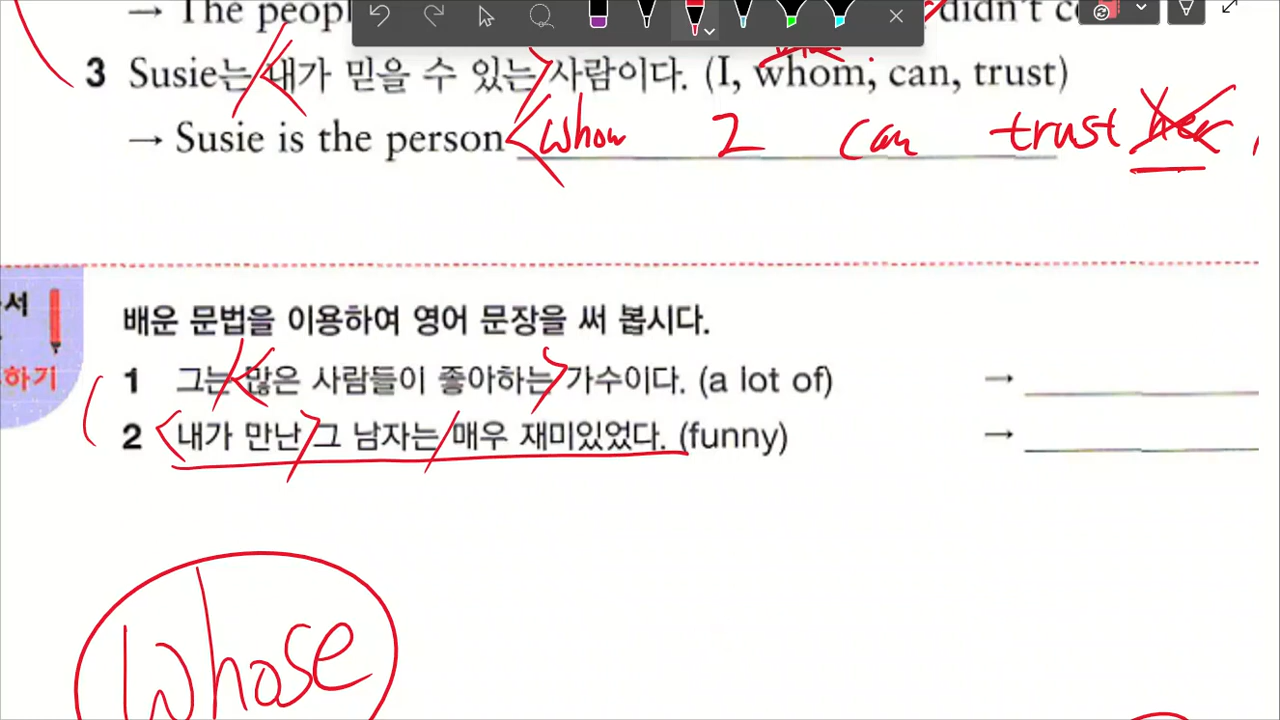 → The peopl didn't c
3 Susie는 내가 믿을 수 있는 사람이다. (I, whom, can, trust)
→ Susie is the person whom I can trust her.
서
하기
배운 문법을 이용하여 영어 문장을 써 봅시다.
1 그는 많은 사람들이 좋아하는 가수이다. (a lot of) →
2 내가 만난 그 남자는 매우 재미있었다. (funny) →
Whose